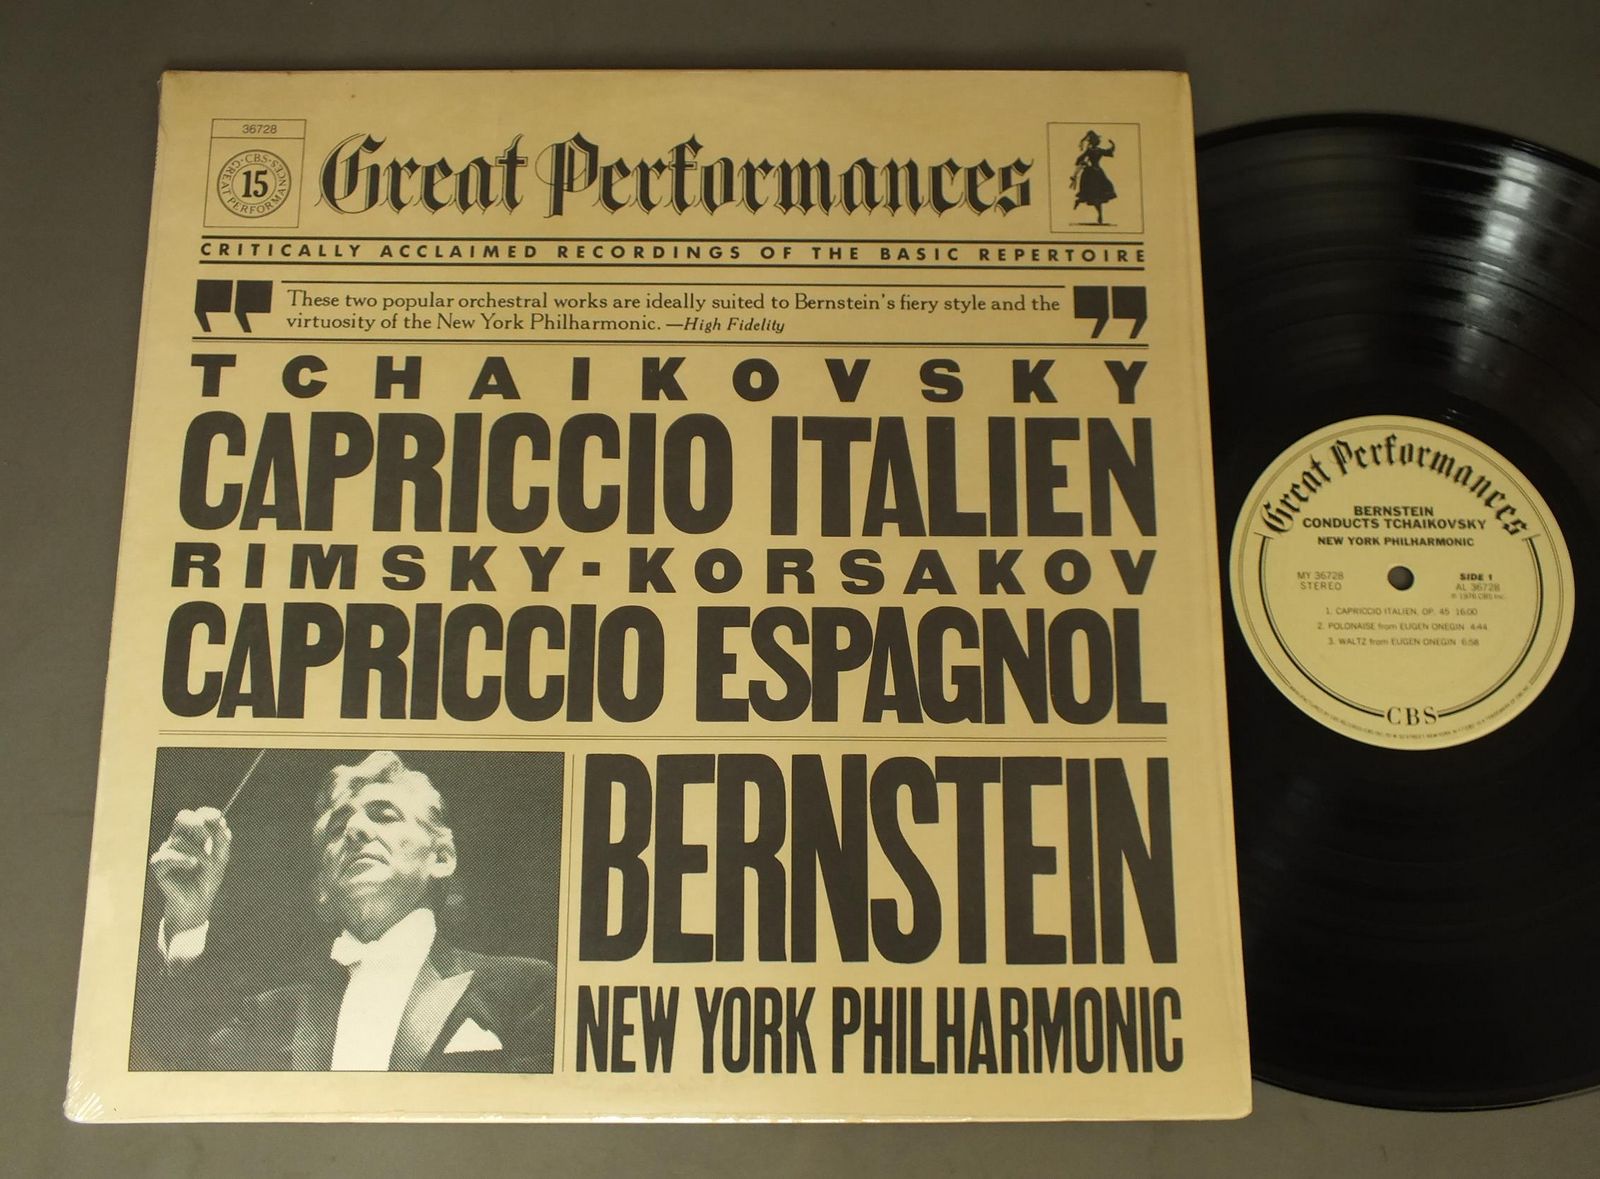 36728
CBS
GREAT PERFORMANCES
15
Great Performances
CRITICALLY ACCLAIMED RECORDINGS OF THE BASIC REPERTOIRE
"These two popular orchestral works are ideally suited to Bernstein's fiery style and the
virtuosity of the New York Philharmonic. —High Fidelity"
TCHAIKOVSKY
CAPRICCIO ITALIEN
RIMSKY-KORSAKOV
CAPRICCIO ESPAGNOL
BERNSTEIN
NEW YORK PHILHARMONIC
Great Performances
BERNSTEIN
CONDUCTS TCHAIKOVSKY
NEW YORK PHILHARMONIC
MY 36728
STEREO
SIDE 1
AL 36728
℗ 1976 CBS Inc.
1. CAPRICCIO ITALIEN, OP. 45 16:00
2. POLONAISE from EUGEN ONEGIN 4:44
3. WALTZ from EUGEN ONEGIN 6:58
CBS